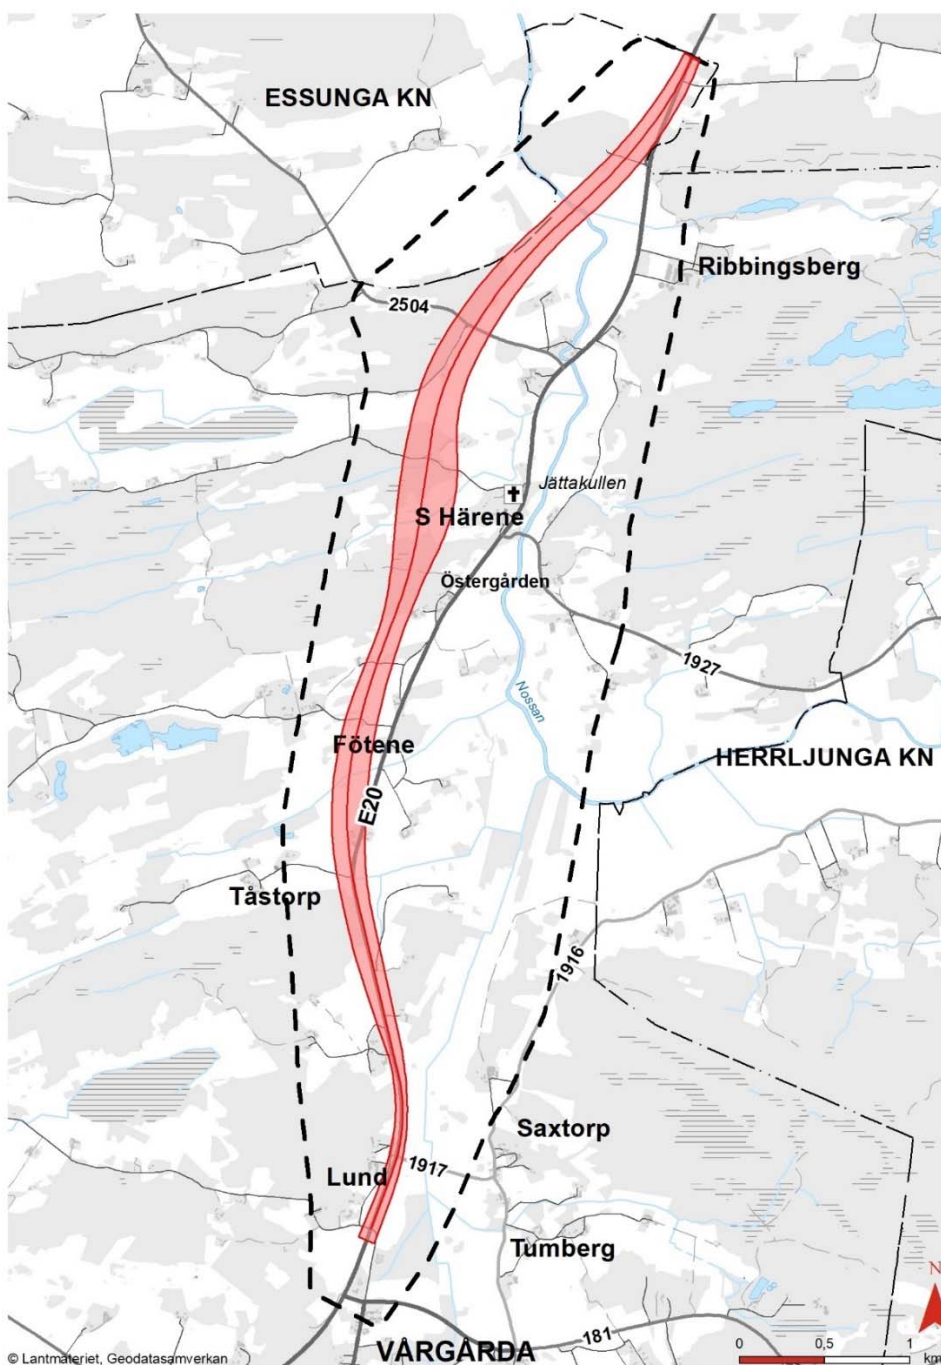 ESSUNGA KN
Ribbingsberg
2504
Jättakullen
S Härene
Östergården
1927
Nossan
Fötene
HERRLJUNGA KN
E20
Tåstorp
1916
Saxtorp
1917
Lund
Tumberg
N
181
VÅRGÅRDA
0 0,5 1
km
© Lantmäteriet, Geodatasamverkan